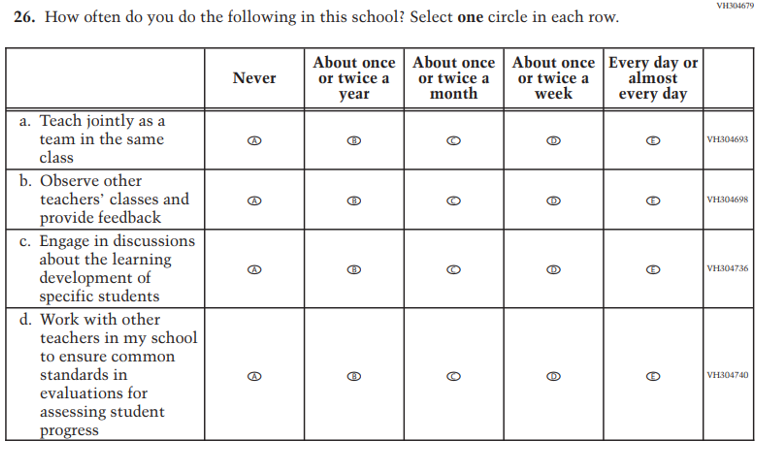 VH304679
26. How often do you do the following in this school? Select one circle in each row.
Never
About once
or twice a
year
About once
or twice a
month
About once
or twice a
week
Every day or
almost
every day
a. Teach jointly as a
team in the same
class
A B C D E VH304693
b. Observe other
teachers’ classes and
provide feedback
A B C D E VH304698
c. Engage in discussions
about the learning
development of
specific students
A B C D E VH304736
d. Work with other
teachers in my school
to ensure common
standards in
evaluations for
assessing student
progress
A B C D E VH304740